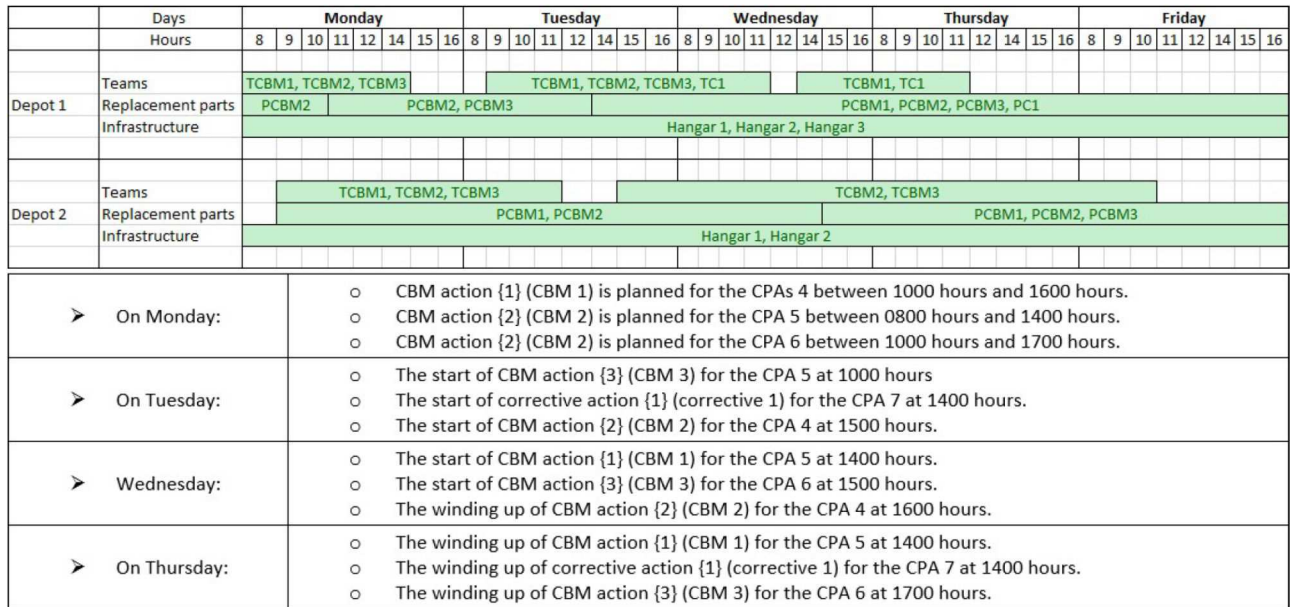 Days Monday Tuesday Wednesday Thursday Friday
Hours 8 9 10 11 12 14 15 16 8 9 10 11 12 14 15 16 8 9 10 11 12 14 15 16 8 9 10 11 12 14 15 16 8 9 10 11 12 14 15 16
Teams TCBM1, TCBM2, TCBM3 TCBM1, TCBM2, TCBM3, TC1 TCBM1, TC1
Depot 1 Replacement parts PCBM2 PCBM2, PCBM3 PCBM1, PCBM2, PCBM3, PC1
Infrastructure Hangar 1, Hangar 2, Hangar 3
Teams TCBM1, TCBM2, TCBM3 TCBM2, TCBM3
Depot 2 Replacement parts PCBM1, PCBM2 PCBM1, PCBM2, PCBM3
Infrastructure Hangar 1, Hangar 2
➢ On Monday:
o CBM action {1} (CBM 1) is planned for the CPAs 4 between 1000 hours and 1600 hours.
o CBM action {2} (CBM 2) is planned for the CPA 5 between 0800 hours and 1400 hours.
o CBM action {2} (CBM 2) is planned for the CPA 6 between 1000 hours and 1700 hours.
➢ On Tuesday:
o The start of CBM action {3} (CBM 3) for the CPA 5 at 1000 hours
o The start of corrective action {1} (corrective 1) for the CPA 7 at 1400 hours.
o The start of CBM action {2} (CBM 2) for the CPA 4 at 1500 hours.
➢ Wednesday:
o The start of CBM action {1} (CBM 1) for the CPA 5 at 1400 hours.
o The start of CBM action {3} (CBM 3) for the CPA 6 at 1500 hours.
o The winding up of CBM action {2} (CBM 2) for the CPA 4 at 1600 hours.
➢ On Thursday:
o The winding up of CBM action {1} (CBM 1) for the CPA 5 at 1400 hours.
o The winding up of corrective action {1} (corrective 1) for the CPA 7 at 1400 hours.
o The winding up of CBM action {3} (CBM 3) for the CPA 6 at 1700 hours.